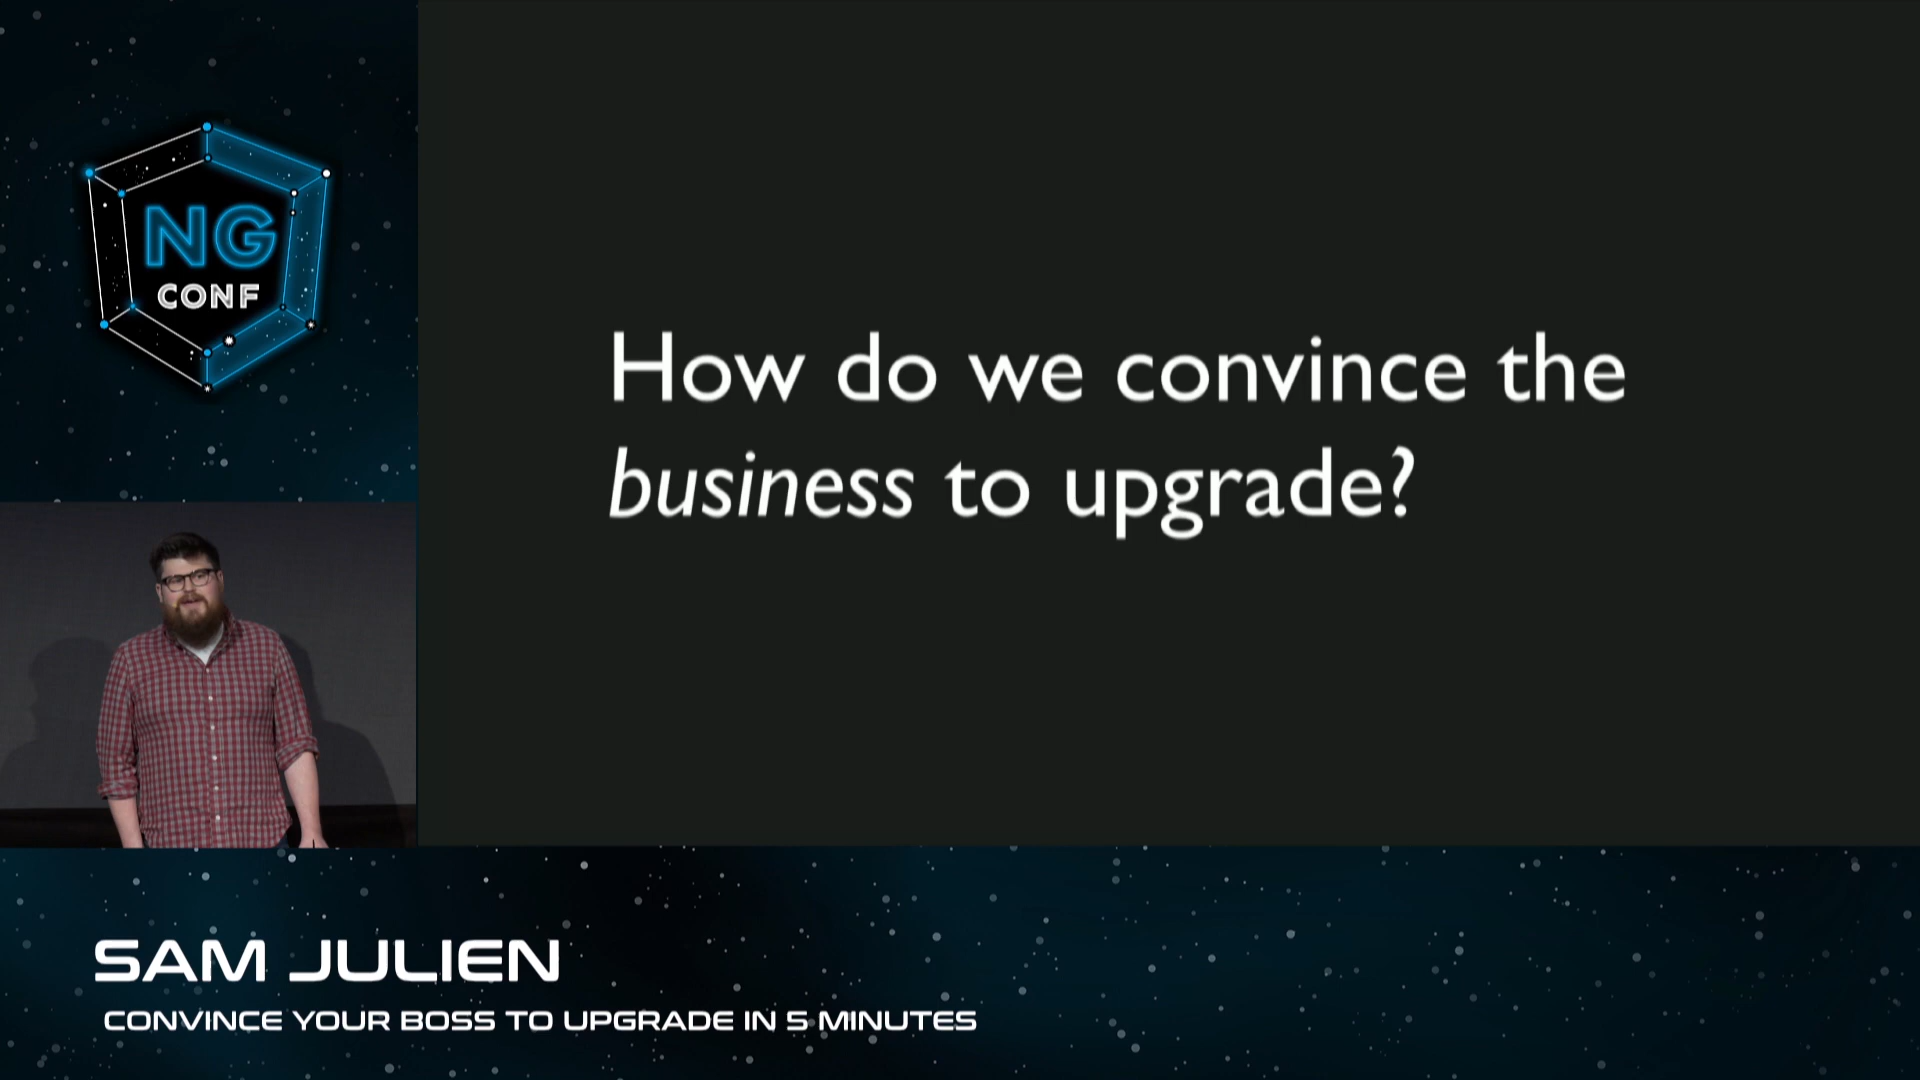 NG
CONF
How do we convince the
business to upgrade?
SAM JULIEN
CONVINCE YOUR BOSS TO UPGRADE IN 5 MINUTES